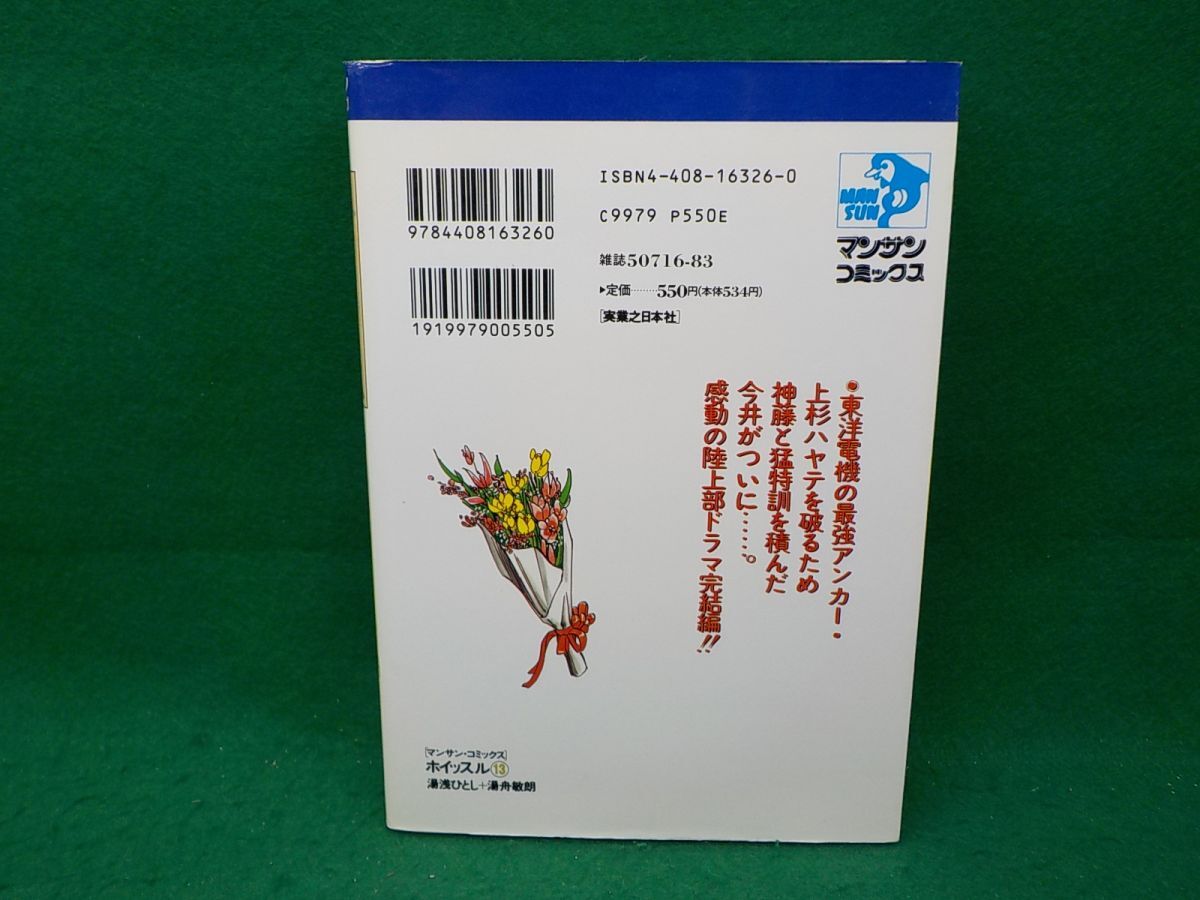 9784408163260
1919979005505
ISBN4-408-16326-0
C9979 P550E
雑誌50716-83
▶定価………550円(本体534円)
[実業之日本社]
MAN
SUN
マンサン
コミックス
●東洋電機の最強アンカー・
上杉ハヤテを破るため
神藤と猛特訓を積んだ
今井がついに……。
感動の陸上部ドラマ完結編!!
[マンサン・コミックス]
ホイッスル⑬
湯浅ひとし+湯舟敏朗